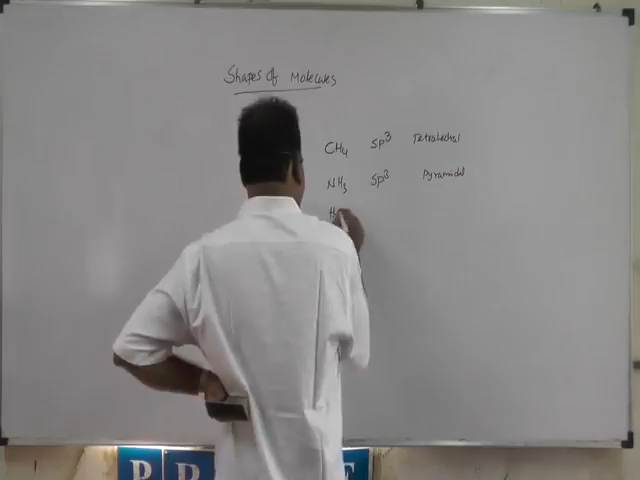 Shapes Of Molecules
CH4 SP3 Tetrahedral
NH3 SP3 Pyramidal
H